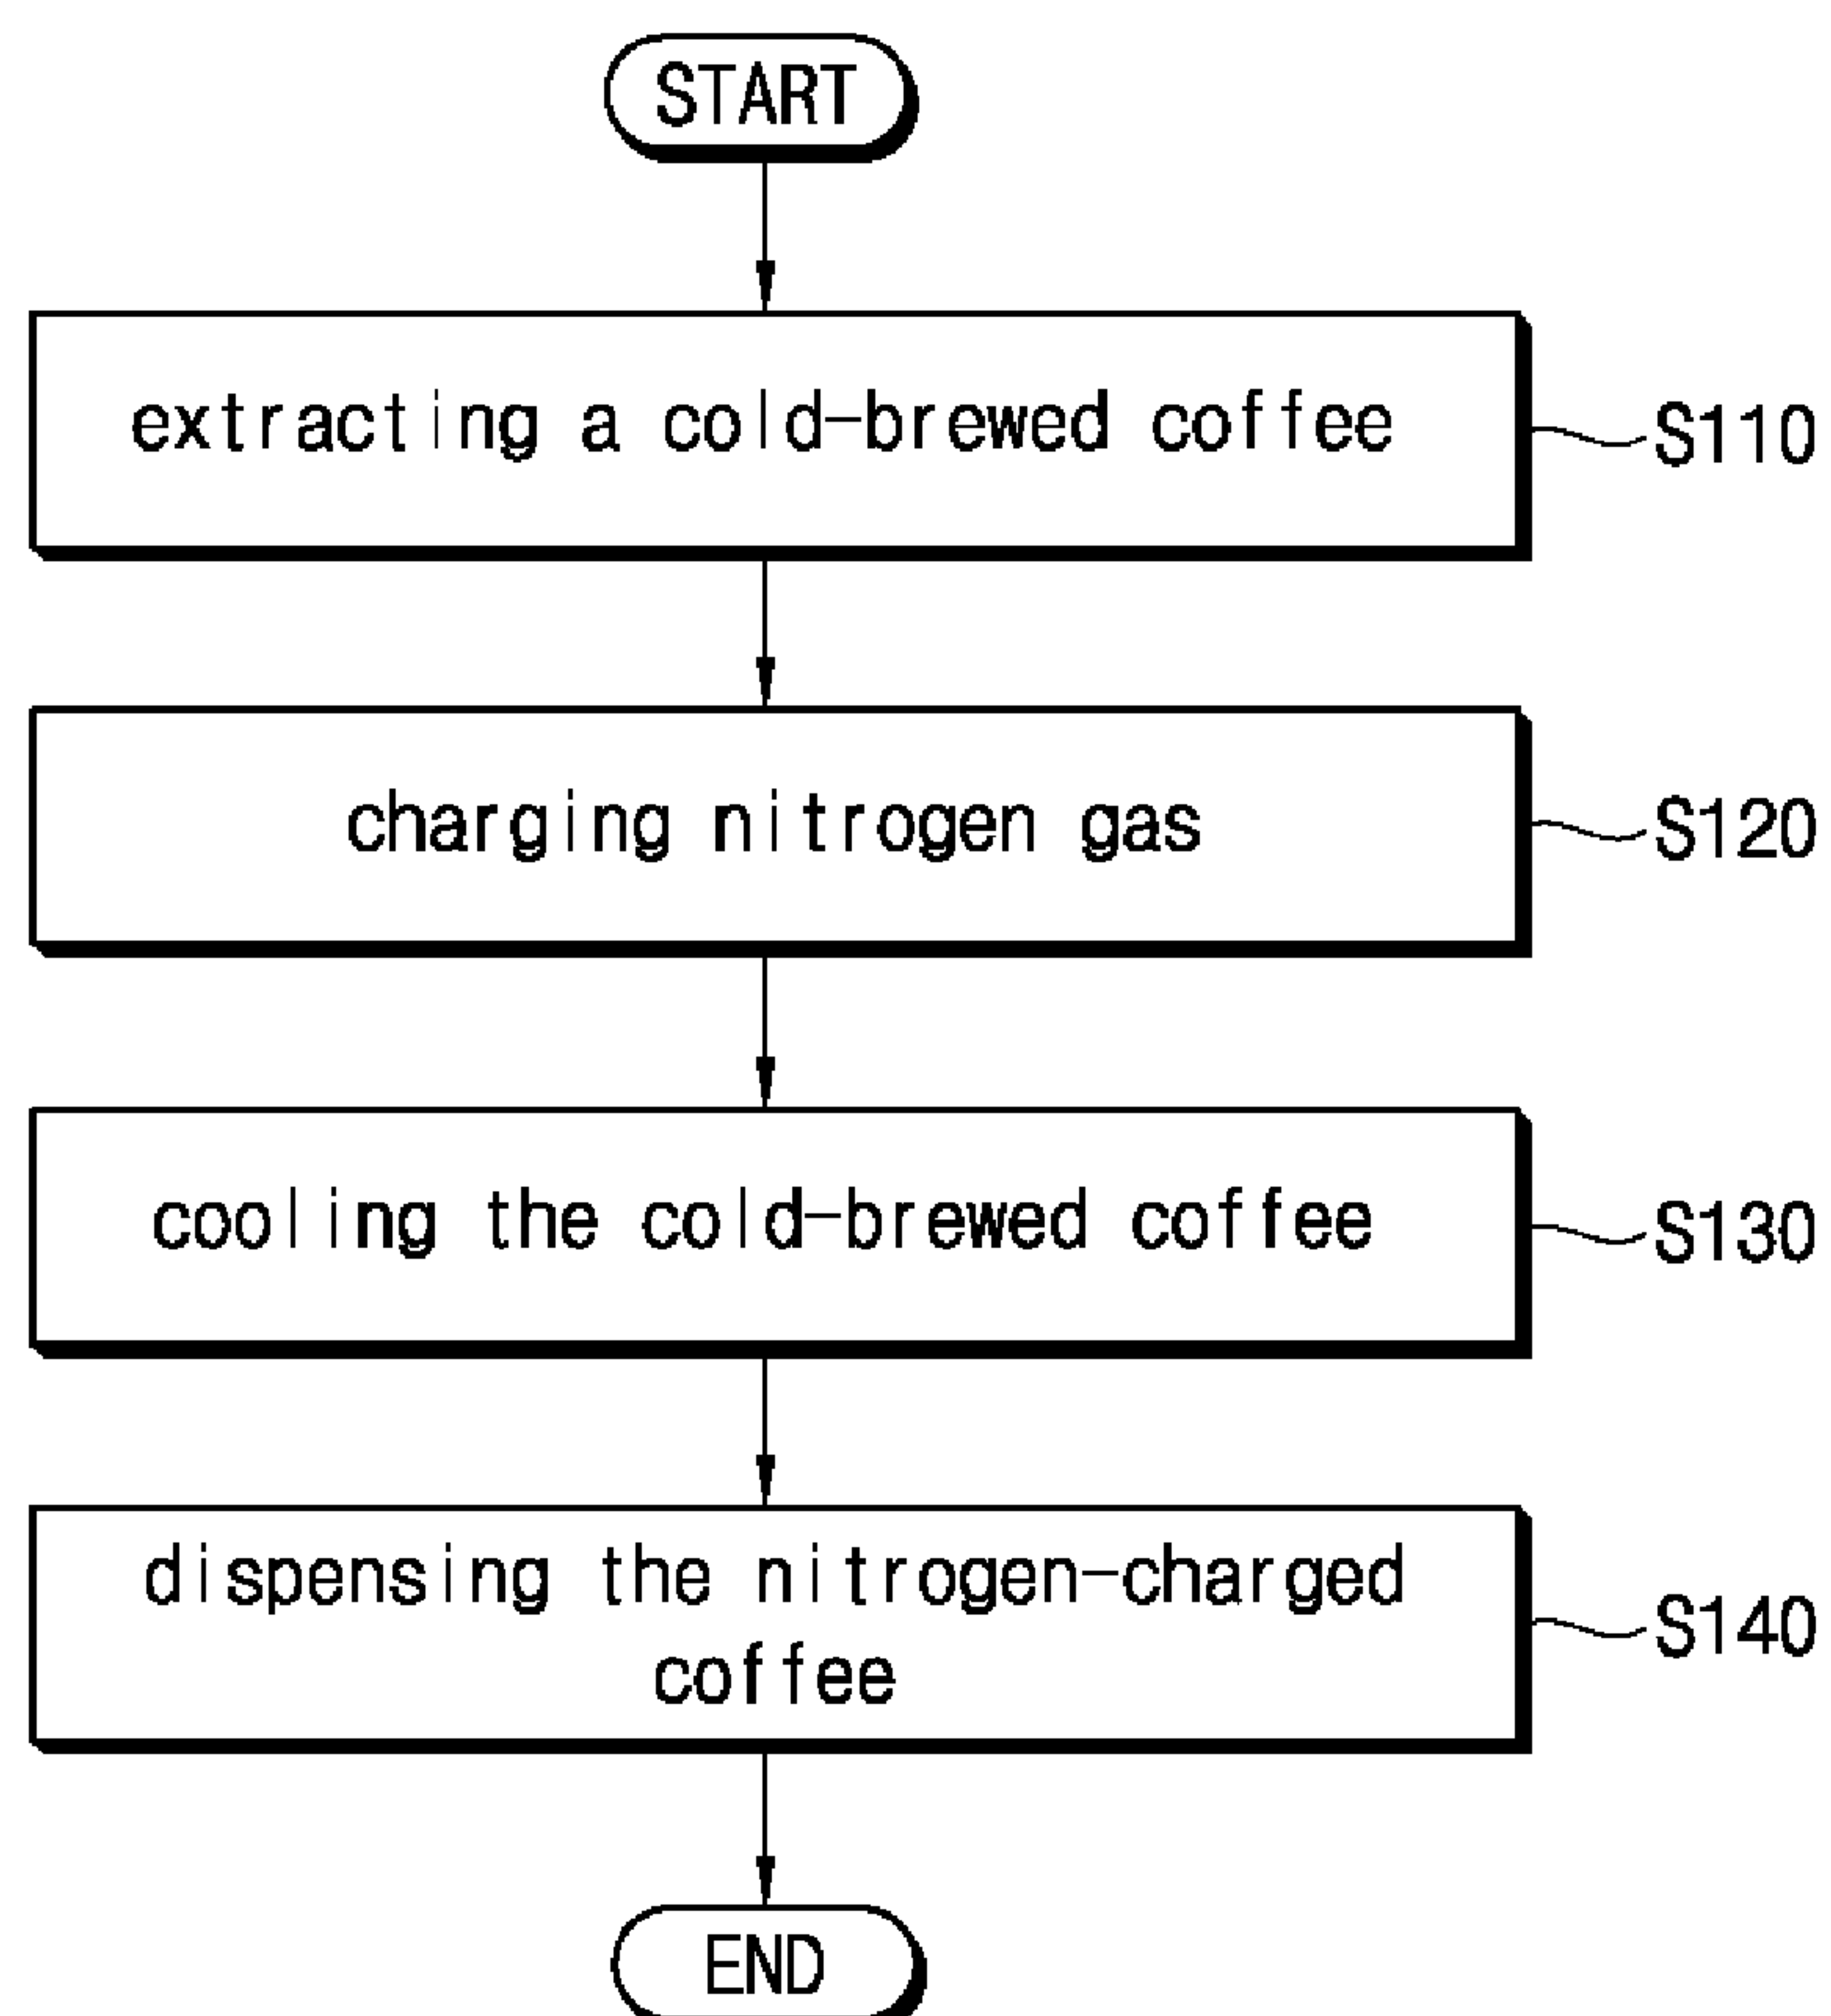 START
extracting a cold-brewed coffee
S110
charging nitrogen gas
S120
cooling the cold-brewed coffee
S130
dispensing the nitrogen-charged
coffee
S140
END